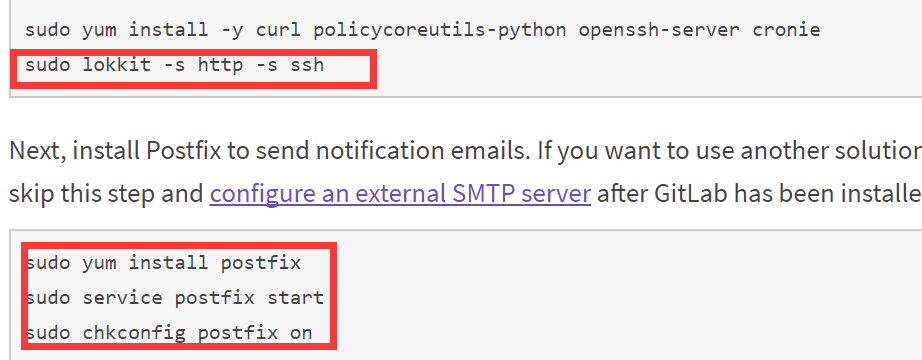 sudo yum install -y curl policycoreutils-python openssh-server cronie
sudo lokkit -s http -s ssh
Next, install Postfix to send notification emails. If you want to use another solution
skip this step and configure an external SMTP server after GitLab has been installe
sudo yum install postfix
sudo service postfix start
sudo chkconfig postfix on